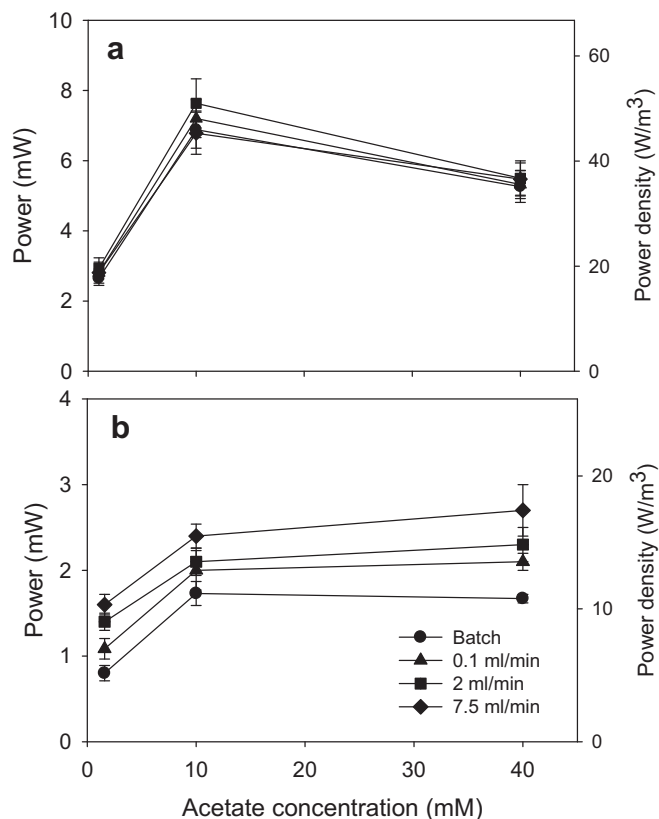 a
10
8
6
4
2
0
Power (mW)
60
40
20
0
Power density (W/m³)
b
4
3
2
1
0
Power (mW)
20
10
0
Power density (W/m³)
Batch
0.1 ml/min
2 ml/min
7.5 ml/min
0 10 20 30 40
Acetate concentration (mM)